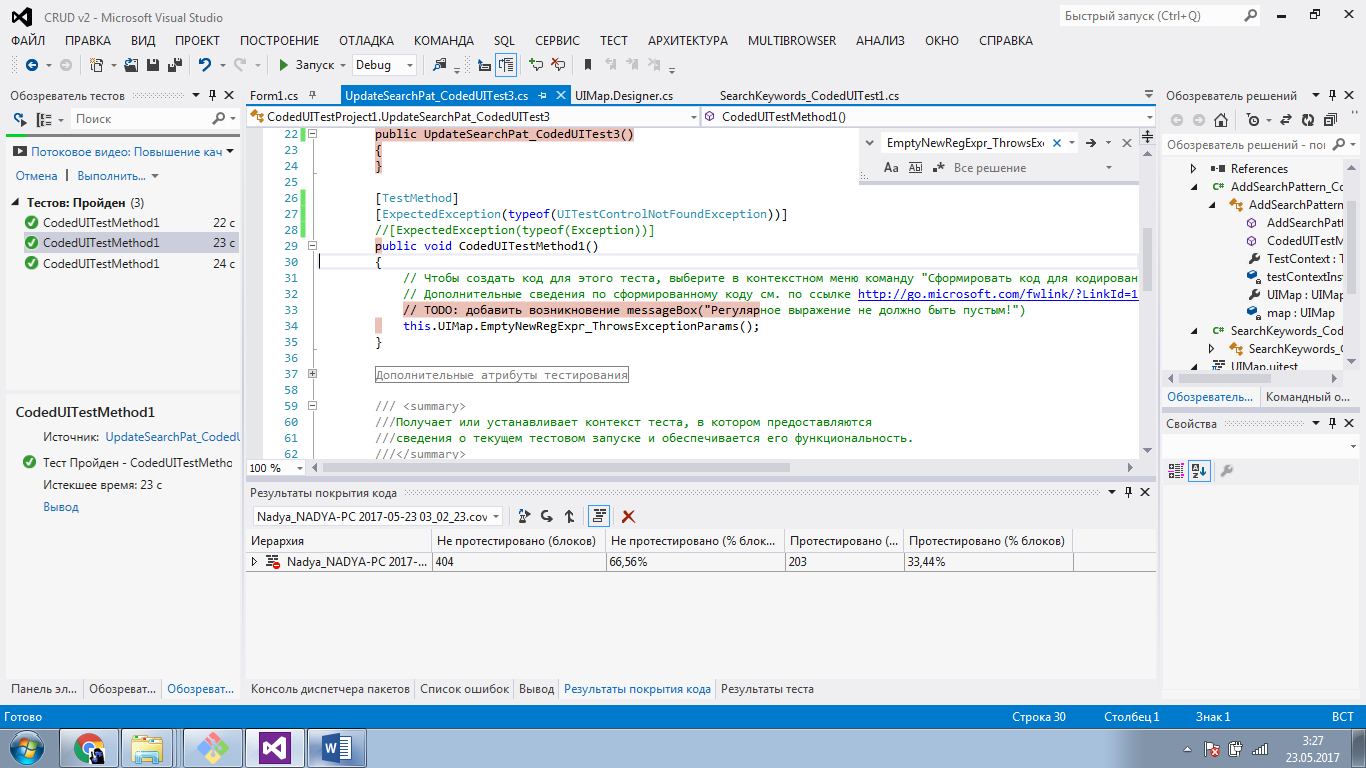 CRUD v2 - Microsoft Visual Studio
Быстрый запуск (Ctrl+Q)
ФАЙЛ ПРАВКА ВИД ПРОЕКТ ПОСТРОЕНИЕ ОТЛАДКА КОМАНДА SQL СЕРВИС ТЕСТ АРХИТЕКТУРА MULTIBROWSER АНАЛИЗ ОКНО СПРАВКА
Запуск Debug
Обозреватель тестов
Поиск
Потоковое видео: Повышение кач
Отмена | Выполнить...
Тестов: Пройден (3)
CodedUITestMethod1 22 с
CodedUITestMethod1 23 с
CodedUITestMethod1 24 с
CodedUITestMethod1
Источник: UpdateSearchPat_CodedU
Тест Пройден - CodedUITestMetho
Истекшее время: 23 с
Вывод
Панель эл... Обозреват... Обозреват...
Form1.cs UpdateSearchPat_CodedUITest3.cs UIMap.Designer.cs SearchKeywords_CodedUITest1.cs
CodedUITestProject1.UpdateSearchPat_CodedUITest3 CodedUITestMethod1()
EmptyNewRegExpr_ThrowsExc
Aa Ab .* Все решение
22 public UpdateSearchPat_CodedUITest3()
23 {
24 }
25
26 [TestMethod]
27 [ExpectedException(typeof(UITestControlNotFoundException))]
28 //[ExpectedException(typeof(Exception))]
29 public void CodedUITestMethod1()
30 {
31 // Чтобы создать код для этого теста, выберите в контекстном меню команду "Сформировать код для кодирован
32 // Дополнительные сведения по сформированному коду см. по ссылке http://go.microsoft.com/fwlink/?LinkId=1
33 // TODO: добавить возникновение messageBox("Регулярное выражение не должно быть пустым!")
34 this.UIMap.EmptyNewRegExpr_ThrowsExceptionParams();
35 }
36
37 Дополнительные атрибуты тестирования
58
59 /// <summary>
60 ///Получает или устанавливает контекст теста, в котором предоставляются
61 ///сведения о текущем тестовом запуске и обеспечивается его функциональность.
62 ///</summary>
100 %
Результаты покрытия кода
Nadya_NADYA-PC 2017-05-23 03_02_23.cov
Иерархия Не протестировано (блоков) Не протестировано (% блок... Протестировано (... Протестировано (% блоков)
Nadya_NADYA-PC 2017-... 404 66,56% 203 33,44%
Консоль диспетчера пакетов Список ошибок Вывод Результаты покрытия кода Результаты теста
Обозреватель решений
Обозреватель решений - пои
References
AddSearchPattern_Co
AddSearchPattern
AddSearchPatt
CodedUITestM
TestContext : T
testContextIns
UIMap : UIMap
map : UIMap
SearchKeywords_Cod
SearchKeywords_C
UIMap.uitest
Обозреватель... Командный о...
Свойства
Готово Строка 30 Столбец 1 Знак 1 ВСТ
3:27
23.05.2017